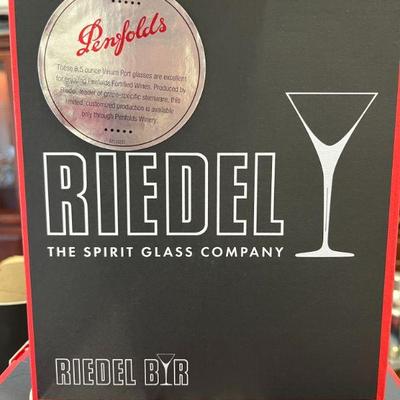 Penfolds
These 8.5 ounce Vinum Port glasses are excellent
for enjoying Penfolds Fortified Wines. Produced by
Riedel, leader of grape-specific stemware, this
limited, customized production is available
only through Penfolds Winery.
RIEDEL
THE SPIRIT GLASS COMPANY
RIEDEL BAR